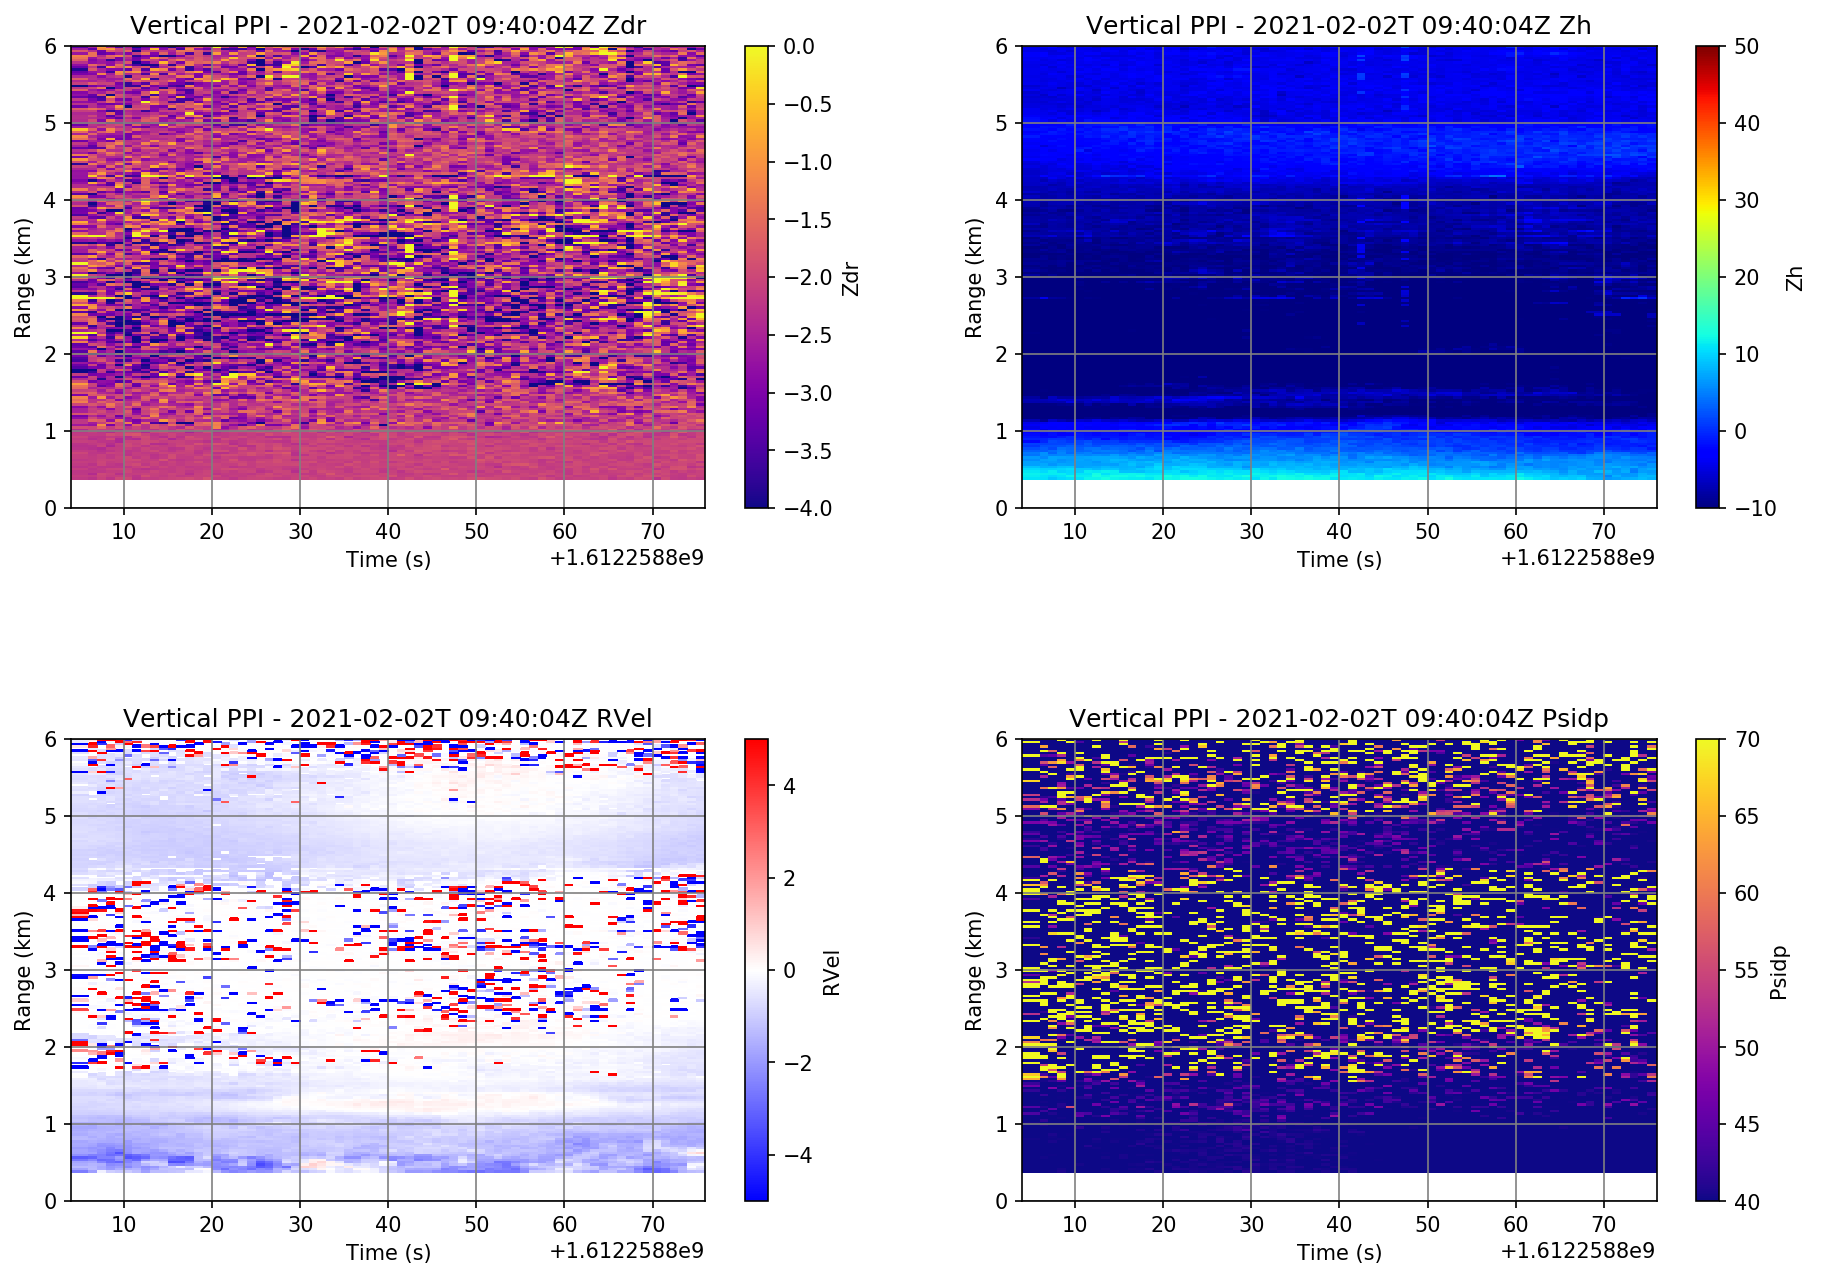 Vertical PPI - 2021-02-02T 09:40:04Z Zdr
6
5
4
3
2
1
0
Range (km)
10 20 30 40 50 60 70
Time (s)
+1.6122588e9
0.0
−0.5
−1.0
−1.5
−2.0
−2.5
−3.0
−3.5
−4.0
Zdr
Vertical PPI - 2021-02-02T 09:40:04Z Zh
6
5
4
3
2
1
0
Range (km)
10 20 30 40 50 60 70
Time (s)
+1.6122588e9
50
40
30
20
10
0
−10
Zh
Vertical PPI - 2021-02-02T 09:40:04Z RVel
6
5
4
3
2
1
0
Range (km)
10 20 30 40 50 60 70
Time (s)
+1.6122588e9
4
2
0
−2
−4
RVel
Vertical PPI - 2021-02-02T 09:40:04Z Psidp
6
5
4
3
2
1
0
Range (km)
10 20 30 40 50 60 70
Time (s)
+1.6122588e9
70
65
60
55
50
45
40
Psidp